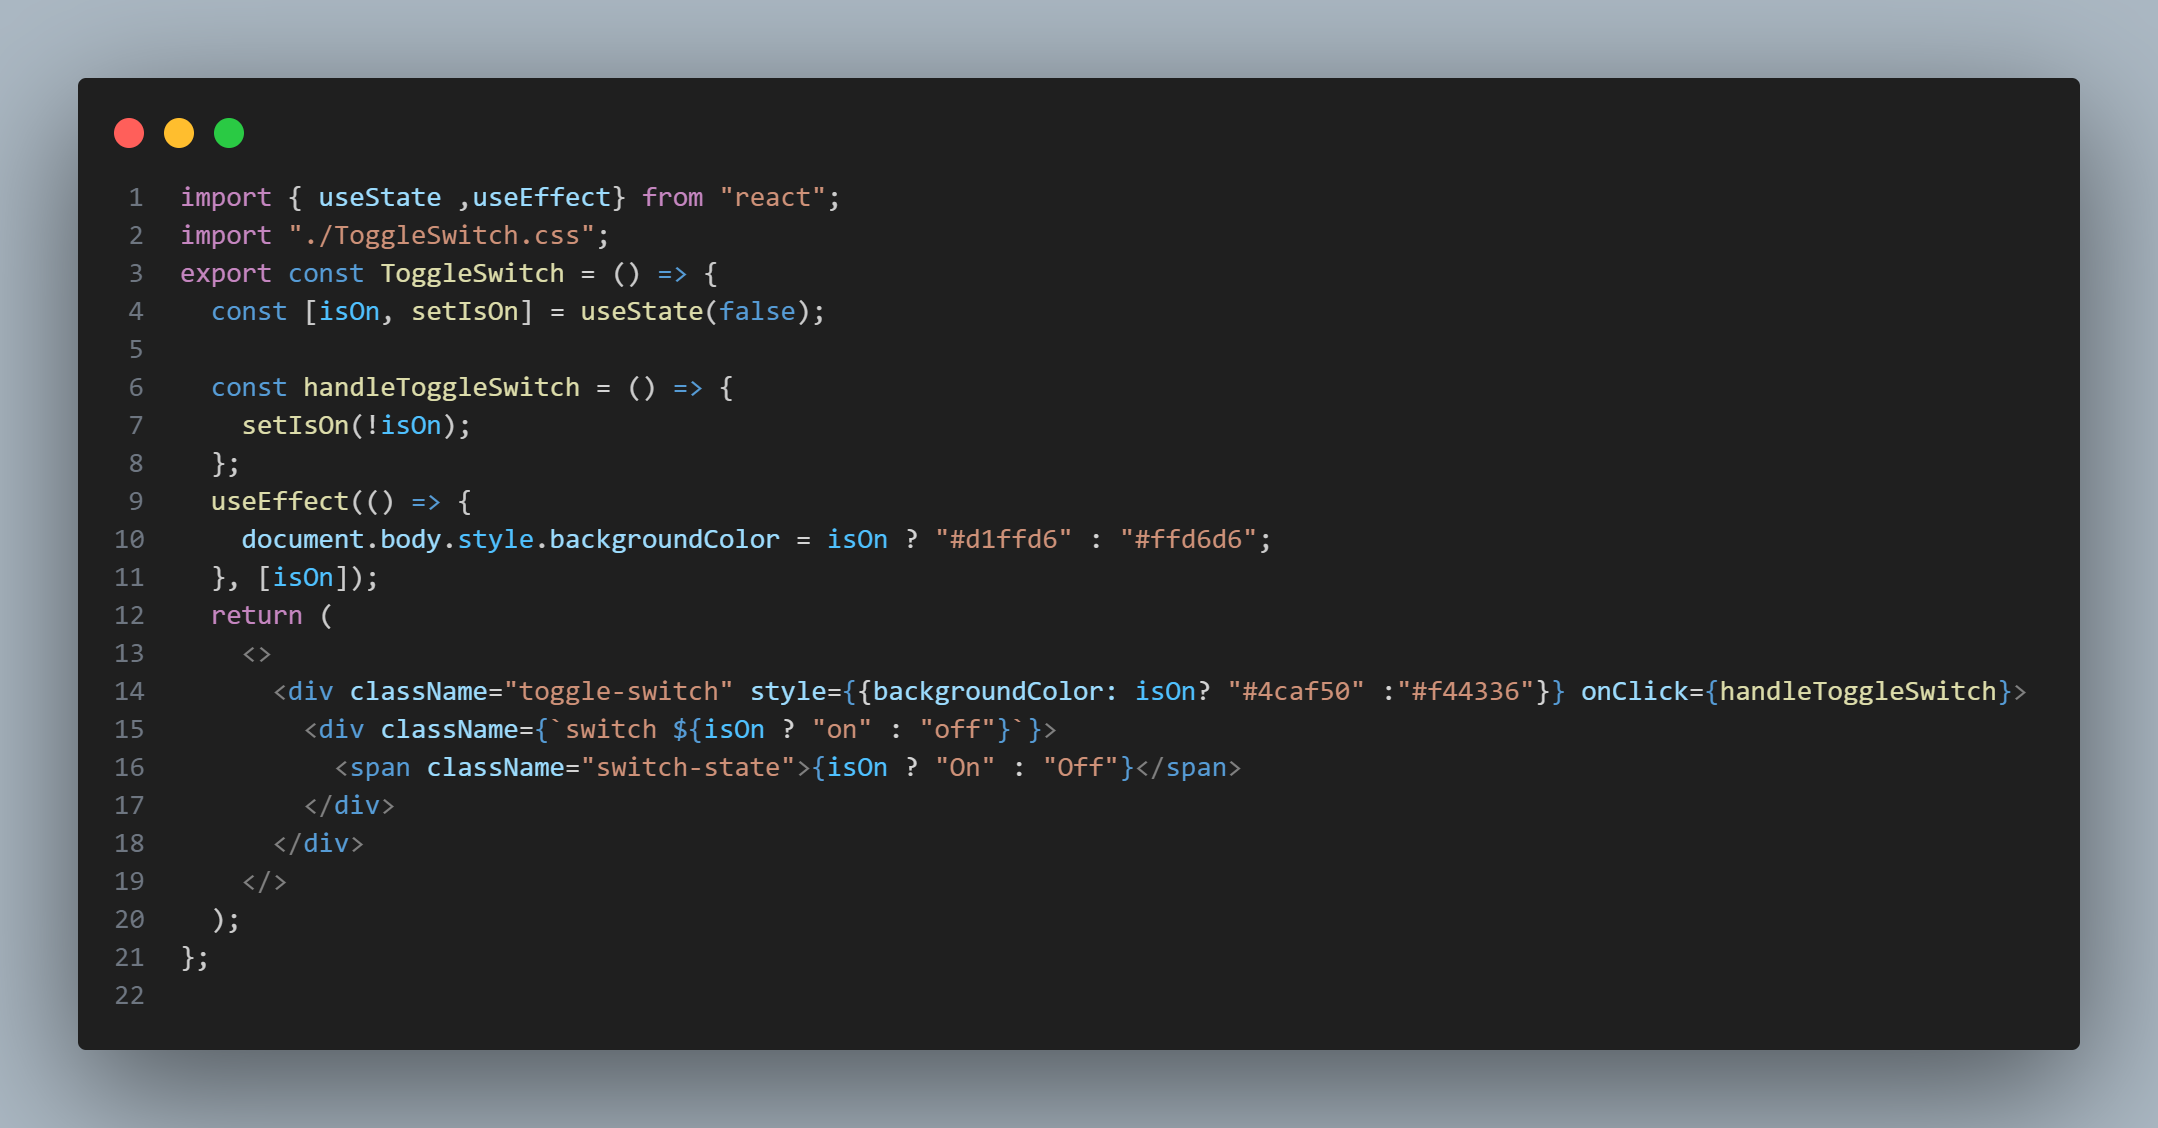 1 import { useState ,useEffect} from "react";
2 import "./ToggleSwitch.css";
3 export const ToggleSwitch = () => {
4   const [isOn, setIsOn] = useState(false);
5
6   const handleToggleSwitch = () => {
7     setIsOn(!isOn);
8   };
9   useEffect(() => {
10     document.body.style.backgroundColor = isOn ? "#d1ffd6" : "#ffd6d6";
11   }, [isOn]);
12   return (
13     <>
14       <div className="toggle-switch" style={{backgroundColor: isOn? "#4caf50" :"#f44336"}} onClick={handleToggleSwitch}>
15         <div className={`switch ${isOn ? "on" : "off"}`}>
16           <span className="switch-state">{isOn ? "On" : "Off"}</span>
17         </div>
18       </div>
19     </>
20   );
21 };
22